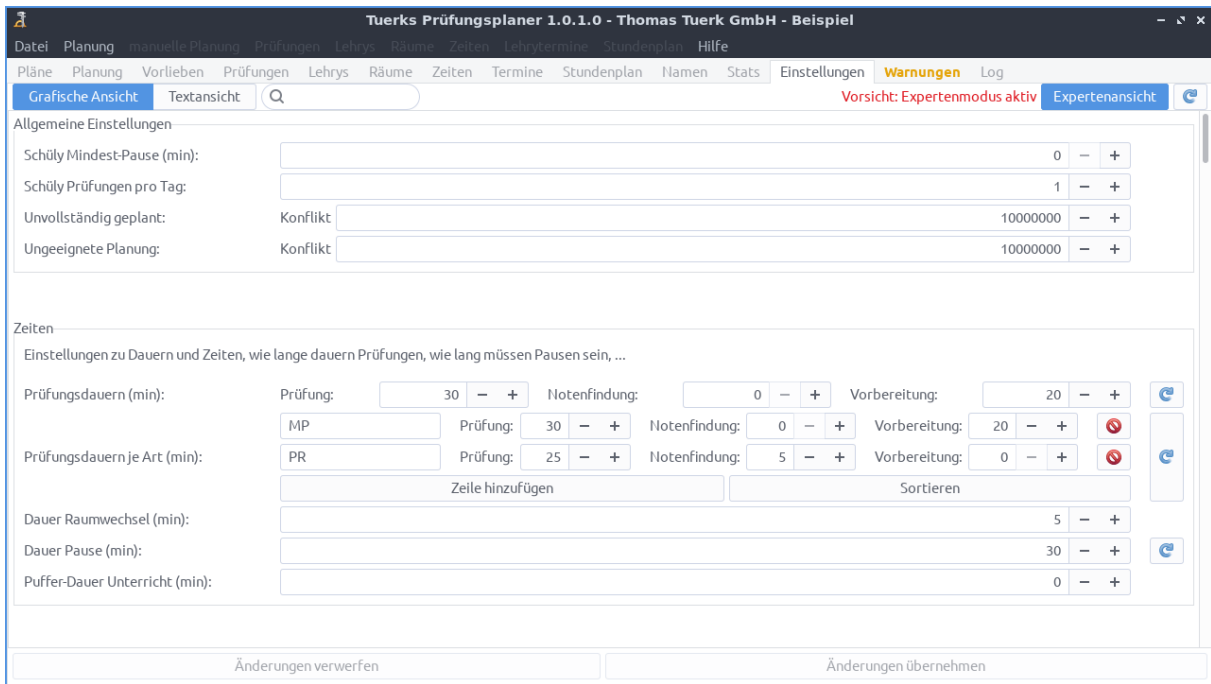 Tuerks Prüfungsplaner 1.0.1.0 - Thomas Tuerk GmbH - Beispiel
Datei Planung manuelle Planung Prüfungen Lehrys Räume Zeiten Lehrytermine Stundenplan Hilfe
Pläne Planung Vorlieben Prüfungen Lehrys Räume Zeiten Termine Stundenplan Namen Stats Einstellungen Warnungen Log
Grafische Ansicht Textansicht Vorsicht: Expertenmodus aktiv Expertenansicht
Allgemeine Einstellungen
Schüly Mindest-Pause (min): 0 − +
Schüly Prüfungen pro Tag: 1 − +
Unvollständig geplant: Konflikt 10000000 − +
Ungeeignete Planung: Konflikt 10000000 − +
Zeiten
Einstellungen zu Dauern und Zeiten, wie lange dauern Prüfungen, wie lang müssen Pausen sein, ...
Prüfungsdauern (min): Prüfung: 30 − + Notenfindung: 0 − + Vorbereitung: 20 − +
MP Prüfung: 30 − + Notenfindung: 0 − + Vorbereitung: 20 − +
Prüfungsdauern je Art (min): PR Prüfung: 25 − + Notenfindung: 5 − + Vorbereitung: 0 − +
Zeile hinzufügen Sortieren
Dauer Raumwechsel (min): 5 − +
Dauer Pause (min): 30 − +
Puffer-Dauer Unterricht (min): 0 − +
Änderungen verwerfen Änderungen übernehmen